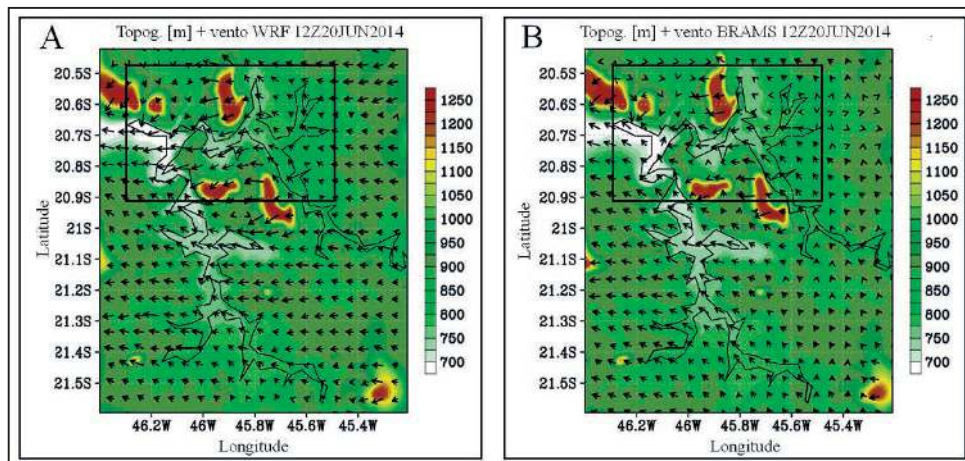 A
Topog. [m] + vento WRF 12Z20JUN2014
Latitude
20.5S
20.6S
20.7S
20.8S
20.9S
21S
21.1S
21.2S
21.3S
21.4S
21.5S
46.2W 46W 45.8W 45.6W 45.4W
Longitude
1250
1200
1150
1100
1050
1000
950
900
850
800
750
700
B
Topog. [m] + vento BRAMS 12Z20JUN2014
Latitude
20.5S
20.6S
20.7S
20.8S
20.9S
21S
21.1S
21.2S
21.3S
21.4S
21.5S
46.2W 46W 45.8W 45.6W 45.4W
Longitude
1250
1200
1150
1100
1050
1000
950
900
850
800
750
700